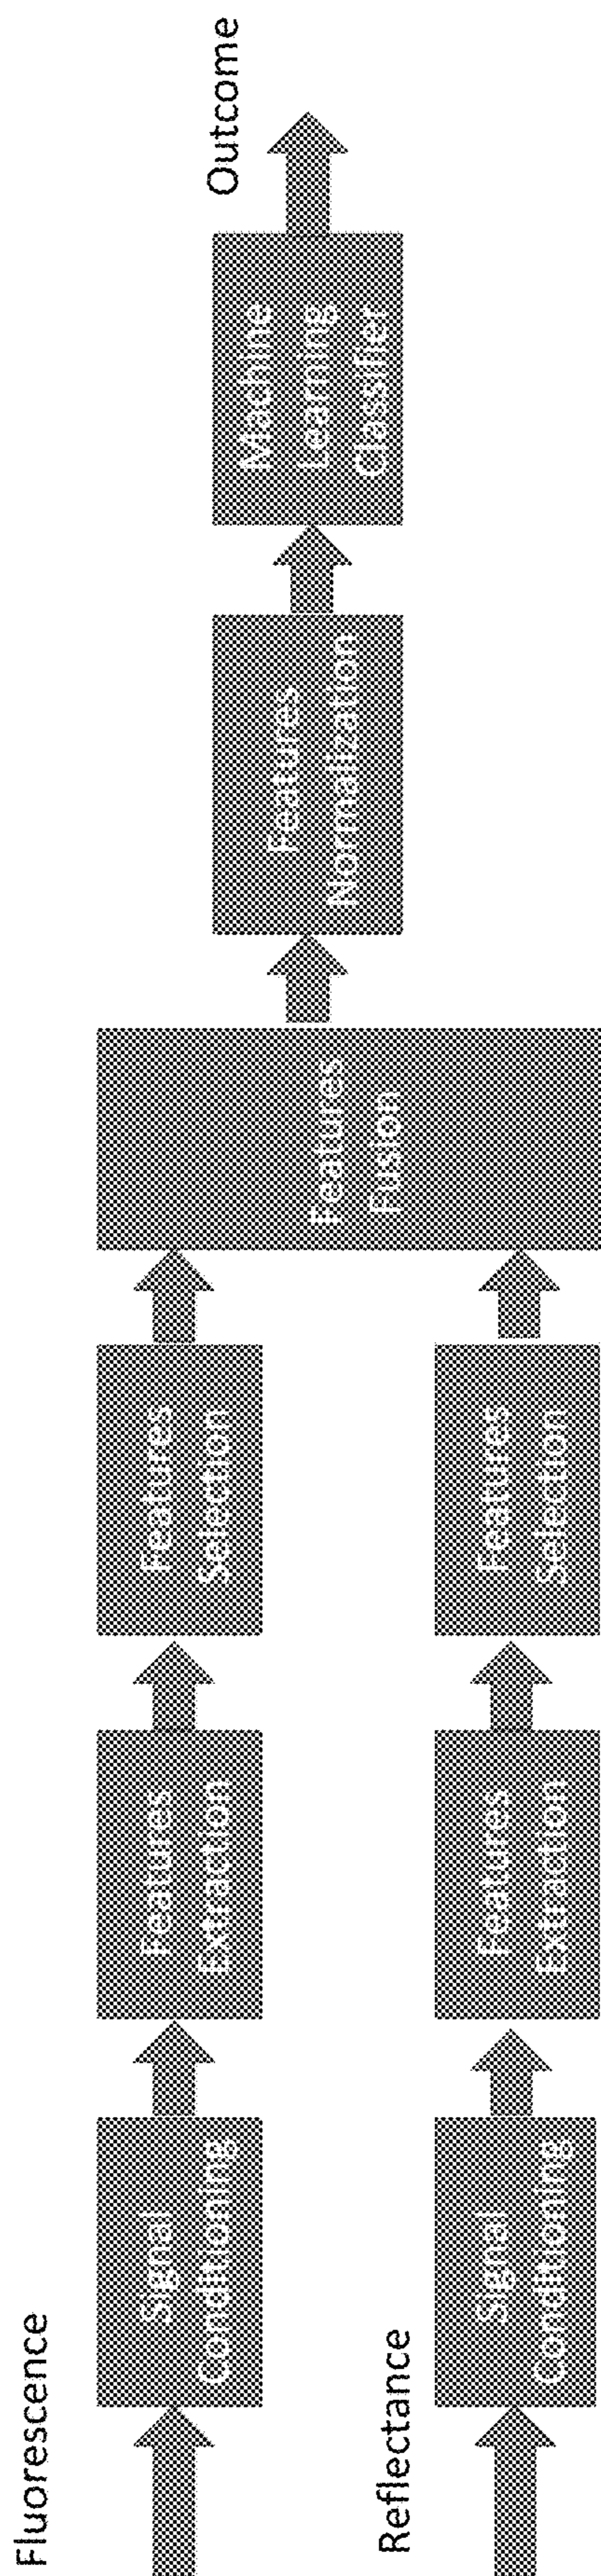 Fluorescence
Signal
Conditioning
Features
Extraction
Features
Selection
Reflectance
Signal
Conditioning
Features
Extraction
Features
Selection
Features
Fusion
Features
Normalization
Machine
Learning
Classifier
Outcome